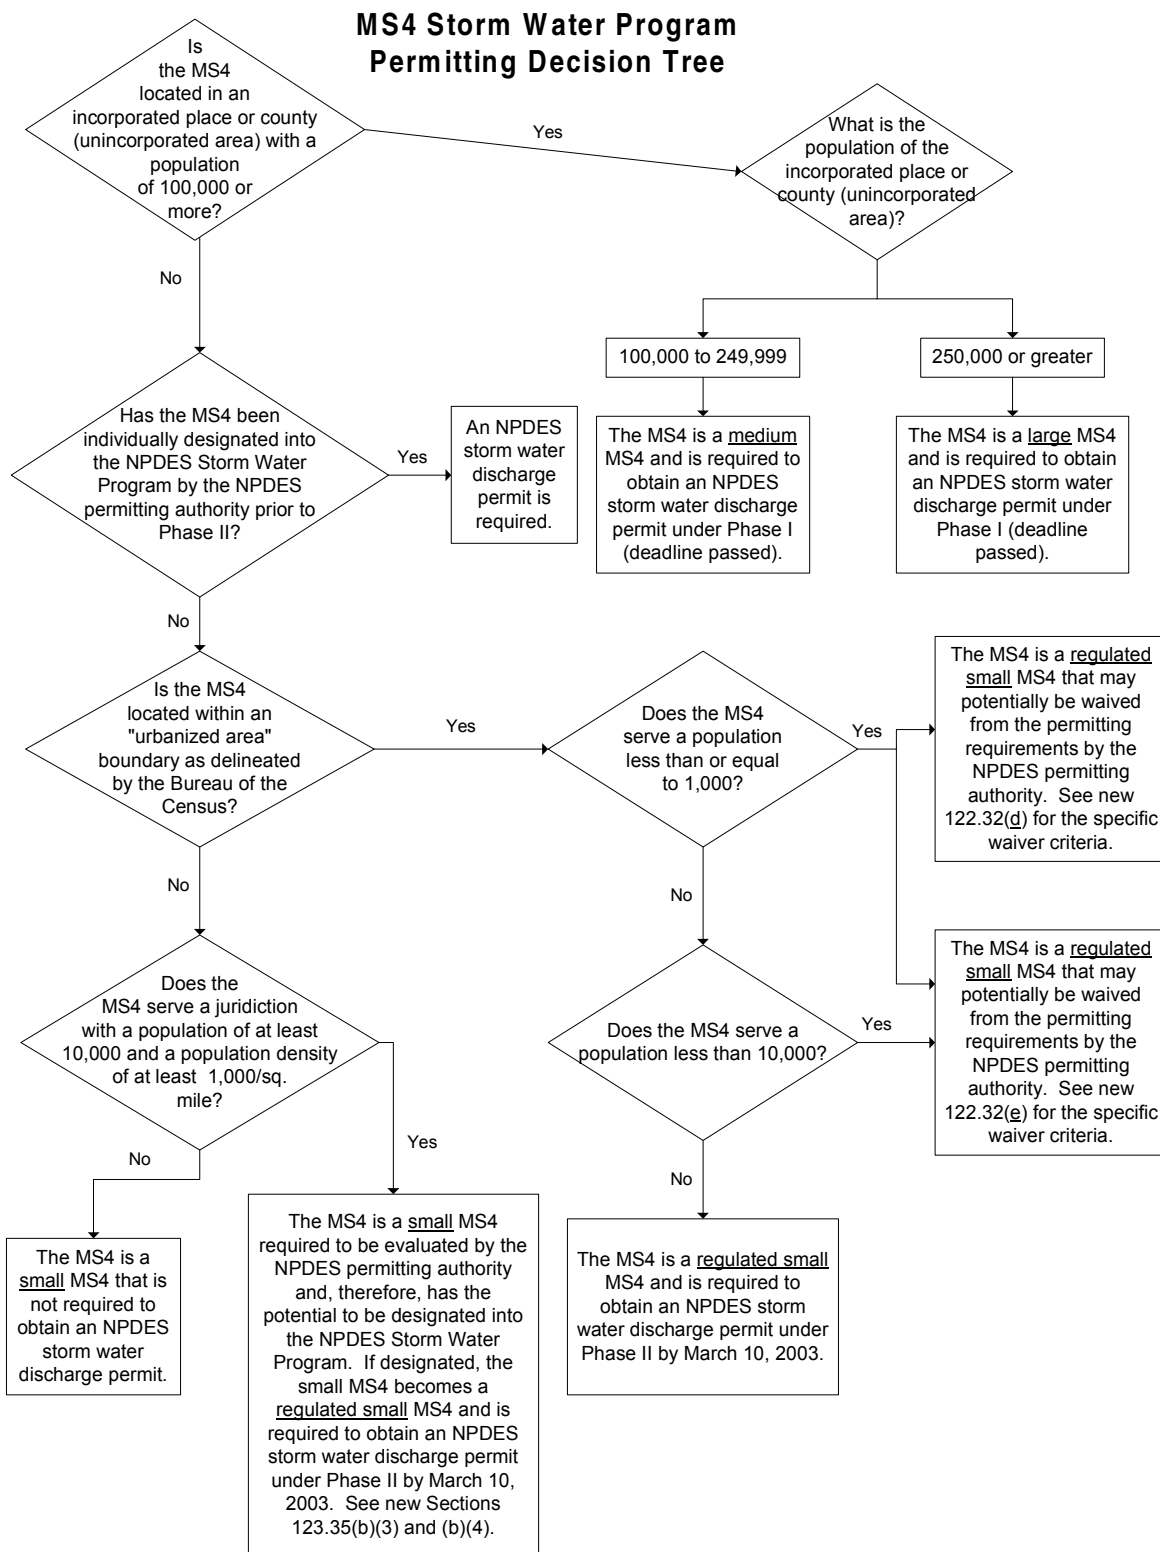 MS4 Storm Water Program
Permitting Decision Tree
Is
the MS4
located in an
incorporated place or county
(unincorporated area) with a
population
of 100,000 or
more?
Yes
What is the
population of the
incorporated place or
county (unincorporated
area)?
No
100,000 to 249,999
250,000 or greater
Has the MS4 been
individually designated into
the NPDES Storm Water
Program by the NPDES
permitting authority prior to
Phase II?
Yes
An NPDES
storm water
discharge
permit is
required.
The MS4 is a medium
MS4 and is required to
obtain an NPDES
storm water discharge
permit under Phase I
(deadline passed).
The MS4 is a large MS4
and is required to obtain
an NPDES storm water
discharge permit under
Phase I (deadline
passed).
No
Is the MS4
located within an
"urbanized area"
boundary as delineated
by the Bureau of the
Census?
Yes
Does the MS4
serve a population
less than or equal
to 1,000?
Yes
The MS4 is a regulated
small MS4 that may
potentially be waived
from the permitting
requirements by the
NPDES permitting
authority.  See new
122.32(d) for the specific
waiver criteria.
No
No
Does the
MS4 serve a juridiction
with a population of at least
10,000 and a population density
of at least  1,000/sq.
mile?
Does the MS4 serve a
population less than 10,000?
Yes
The MS4 is a regulated
small MS4 that may
potentially be waived
from the permitting
requirements by the
NPDES permitting
authority.  See new
122.32(e) for the specific
waiver criteria.
No
Yes
No
The MS4 is a
small MS4 that is
not required to
obtain an NPDES
storm water
discharge permit.
The MS4 is a small MS4
required to be evaluated by the
NPDES permitting authority
and, therefore, has the
potential to be designated into
the NPDES Storm Water
Program.  If designated, the
small MS4 becomes a
regulated small MS4 and is
required to obtain an NPDES
storm water discharge permit
under Phase II by March 10,
2003.  See new Sections
123.35(b)(3) and (b)(4).
The MS4 is a regulated small
MS4 and is required to
obtain an NPDES storm
water discharge permit under
Phase II by March 10, 2003.